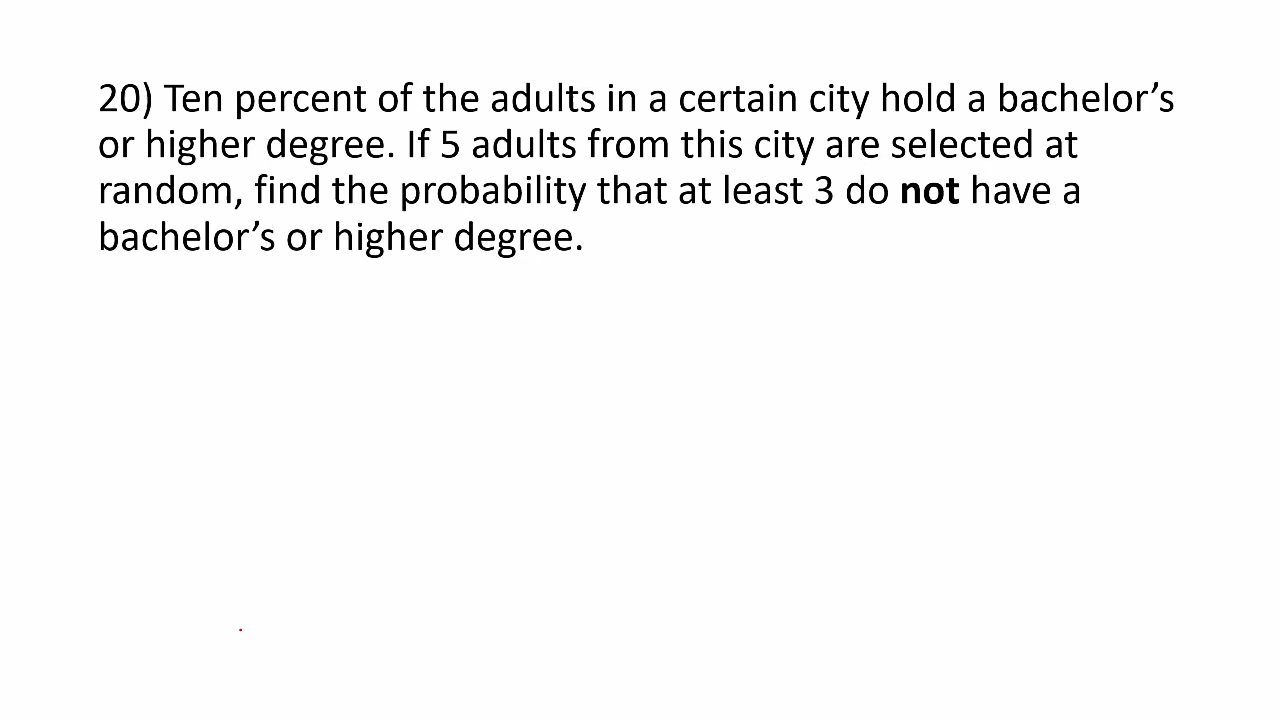 20) Ten percent of the adults in a certain city hold a bachelor’s
or higher degree. If 5 adults from this city are selected at
random, find the probability that at least 3 do not have a
bachelor’s or higher degree.